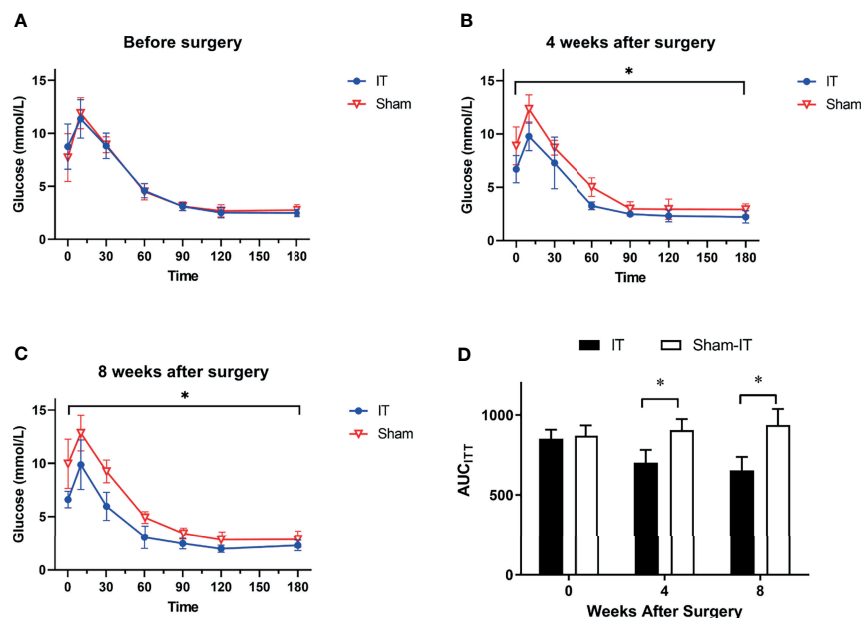 A
Before surgery
15
10
5
0
Glucose (mmol/L)
0 30 60 90 120 150 180
Time
IT
Sham
B
4 weeks after surgery
*
15
10
5
0
Glucose (mmol/L)
0 30 60 90 120 150 180
Time
IT
Sham
C
8 weeks after surgery
*
15
10
5
0
Glucose (mmol/L)
0 30 60 90 120 150 180
Time
IT
Sham
D
IT Sham-IT
* *
1000
500
0
AUCITT
0 4 8
Weeks After Surgery